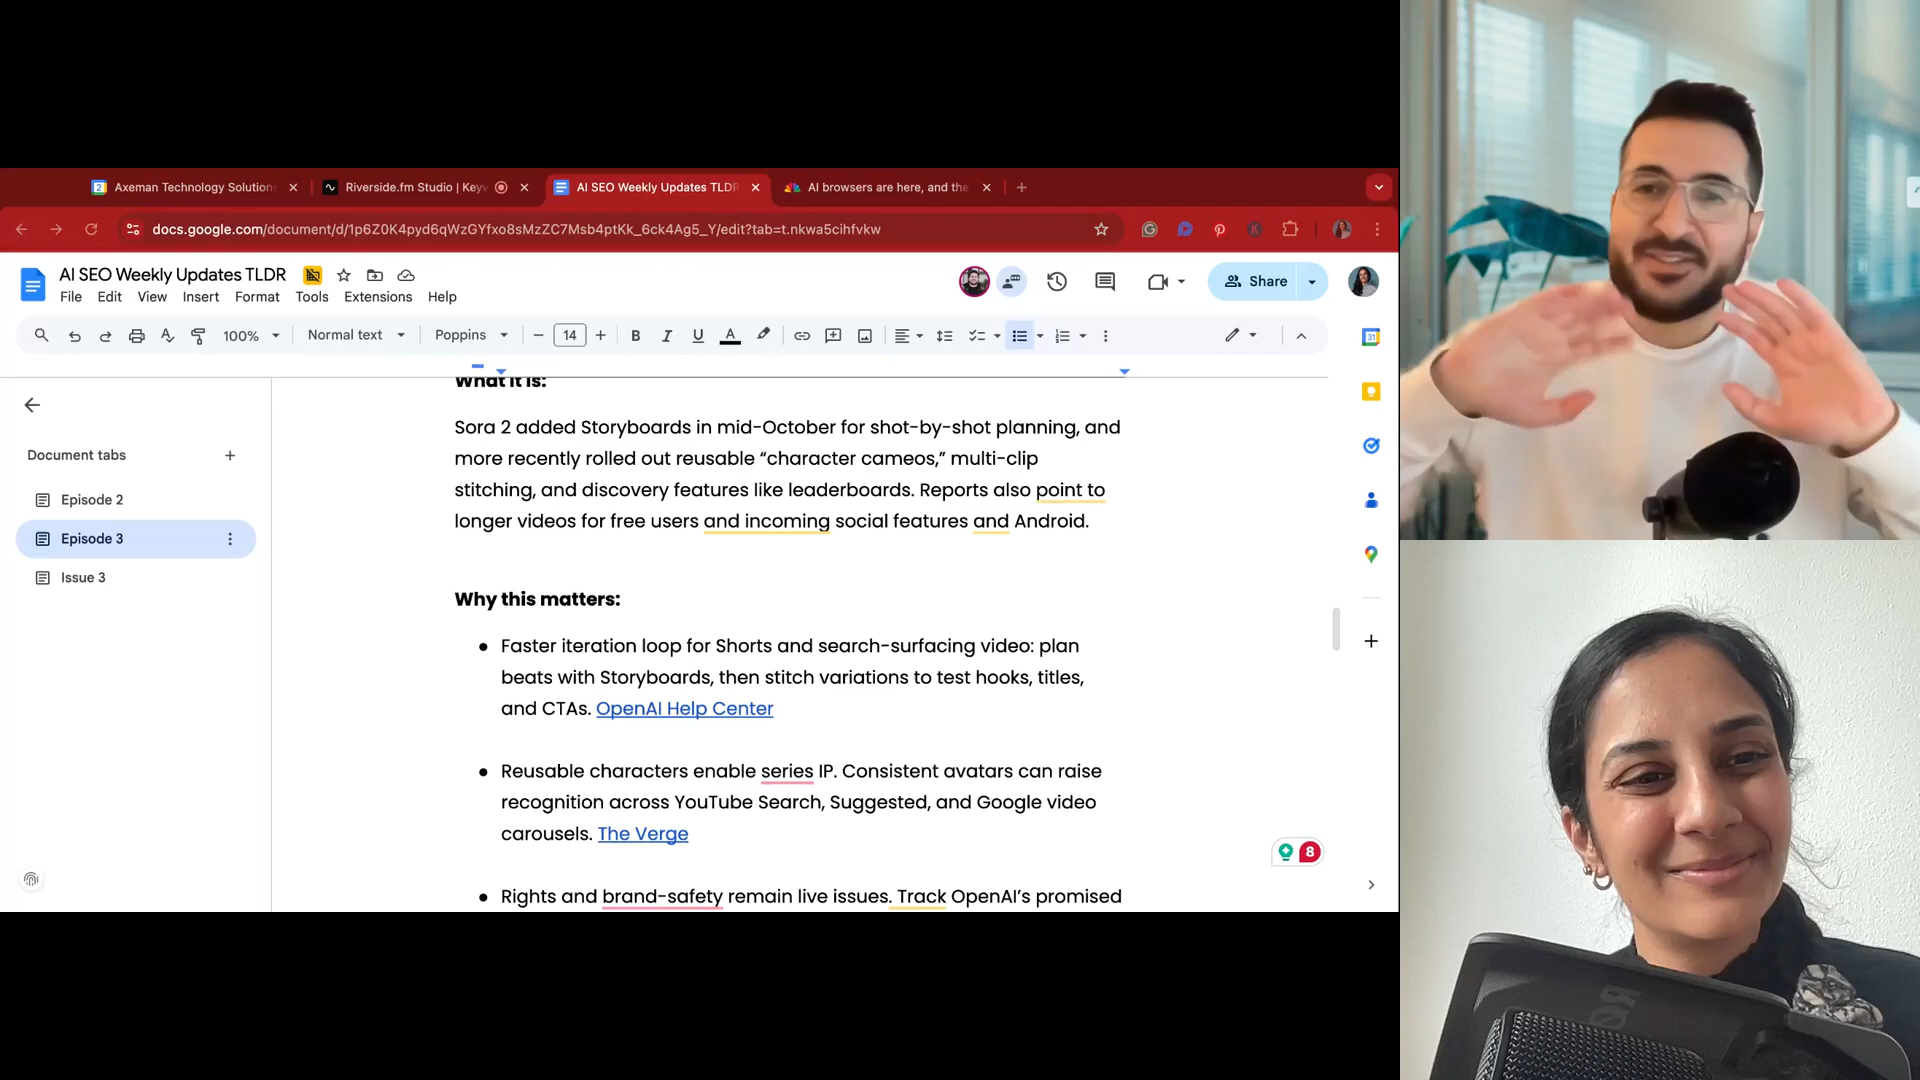 Axeman Technology Solution
Riverside.fm Studio | Keyw
AI SEO Weekly Updates TLDR
AI browsers are here, and the
docs.google.com/document/d/1p6Z0K4pyd6qWzGYfxo8sMzZC7Msb4ptKk_6ck4Ag5_Y/edit?tab=t.nkwa5cihfvkw
AI SEO Weekly Updates TLDR
File Edit View Insert Format Tools Extensions Help
Share
100% Normal text Poppins 14 B I U A
Document tabs
Episode 2
Episode 3
Issue 3
What it is:
Sora 2 added Storyboards in mid-October for shot-by-shot planning, and
more recently rolled out reusable “character cameos,” multi-clip
stitching, and discovery features like leaderboards. Reports also point to
longer videos for free users and incoming social features and Android.
Why this matters:
● Faster iteration loop for Shorts and search-surfacing video: plan
beats with Storyboards, then stitch variations to test hooks, titles,
and CTAs. OpenAI Help Center
● Reusable characters enable series IP. Consistent avatars can raise
recognition across YouTube Search, Suggested, and Google video
carousels. The Verge
● Rights and brand-safety remain live issues. Track OpenAI’s promised
8
31